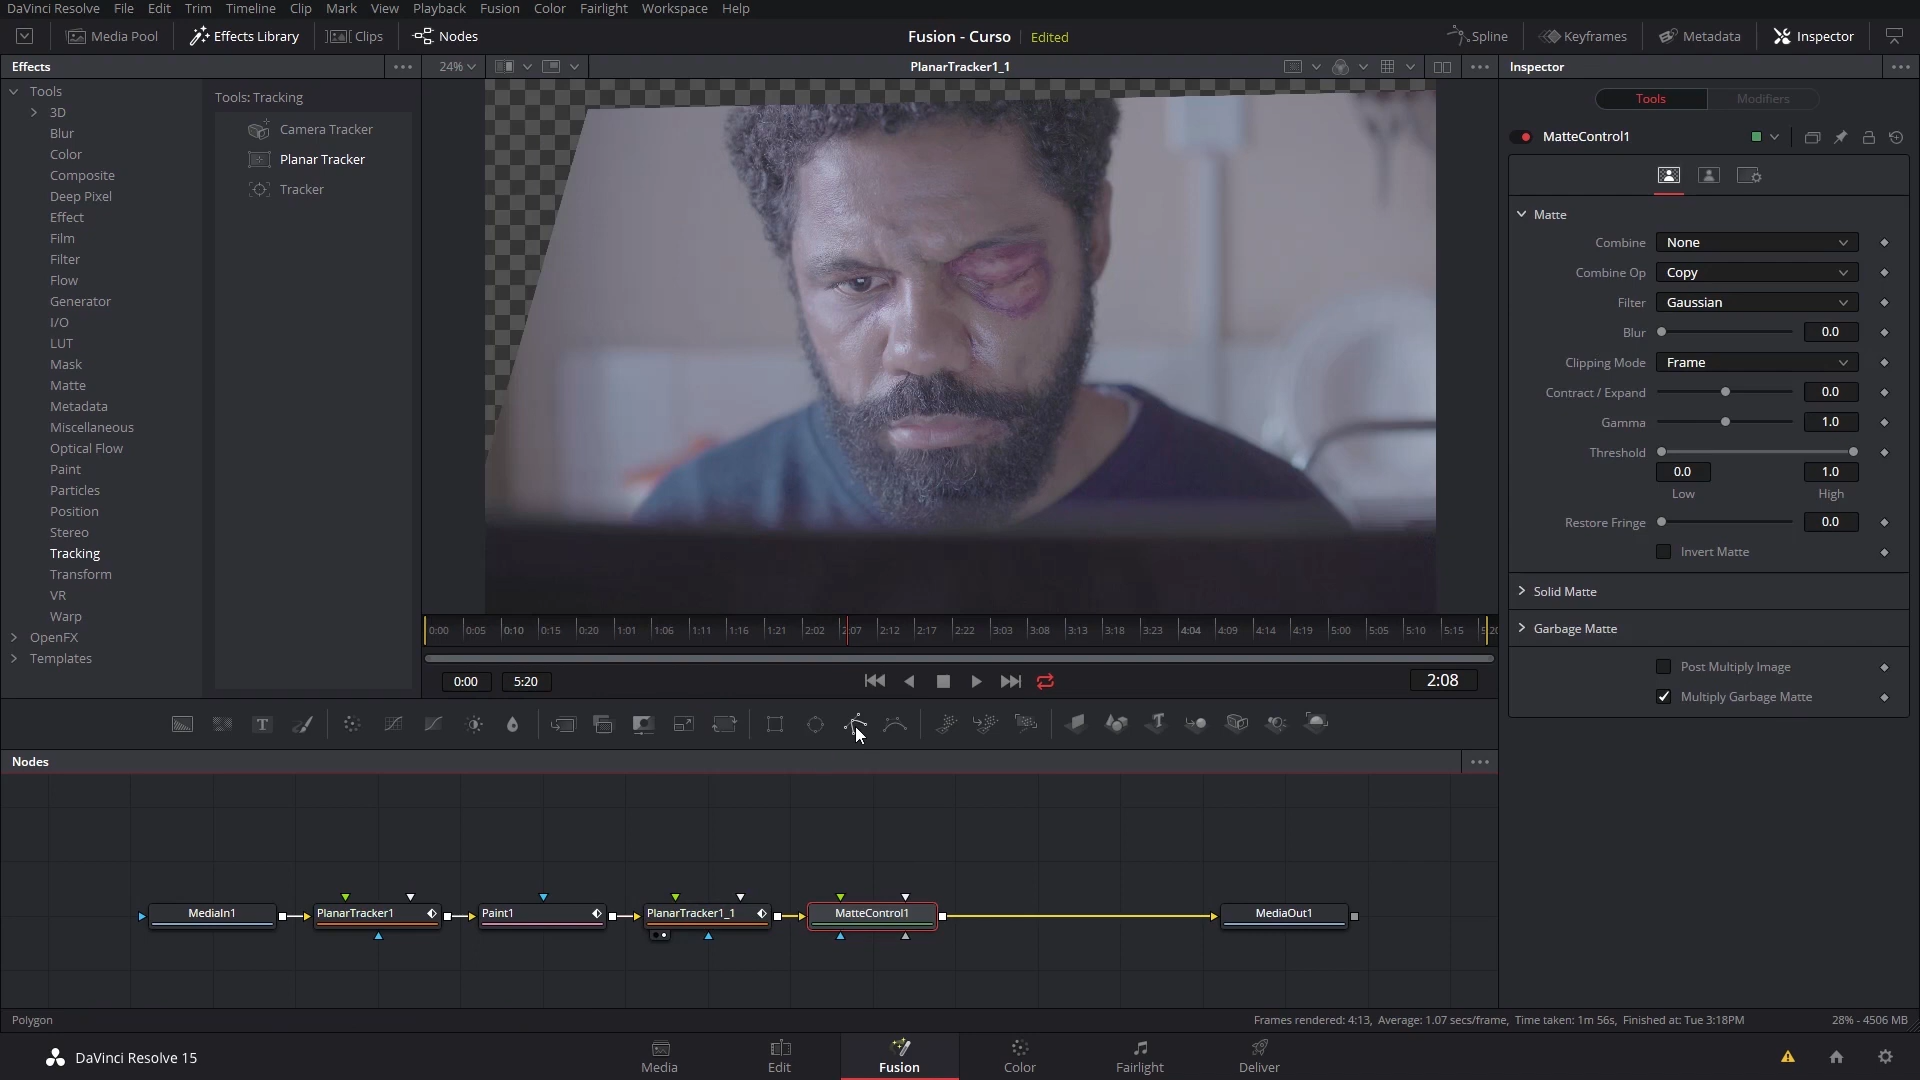 DaVinci Resolve File Edit Trim Timeline Clip Mark View Playback Fusion Color Fairlight Workspace Help
Media Pool Effects Library Clips Nodes Fusion - Curso Edited Spline Keyframes Metadata Inspector
Effects 24% PlanarTracker1_1 Inspector
Tools
3D
Blur
Color
Composite
Deep Pixel
Effect
Film
Filter
Flow
Generator
I/O
LUT
Mask
Matte
Metadata
Miscellaneous
Optical Flow
Paint
Particles
Position
Stereo
Tracking
Transform
VR
Warp
OpenFX
Templates
Tools: Tracking
Camera Tracker
Planar Tracker
Tracker
0:00 0:05 0:10 0:15 0:20 1:01 1:06 1:11 1:16 1:21 2:02 2:07 2:12 2:17 2:22 3:03 3:08 3:13 3:18 3:23 4:04 4:09 4:14 4:19 5:00 5:05 5:10 5:15
0:00 5:20 2:08
Tools Modifiers
MatteControl1
Matte
Combine None
Combine Op Copy
Filter Gaussian
Blur 0.0
Clipping Mode Frame
Contract / Expand 0.0
Gamma 1.0
Threshold
0.0 1.0
Low High
Restore Fringe 0.0
Invert Matte
Solid Matte
Garbage Matte
Post Multiply Image
Multiply Garbage Matte
Nodes
MediaIn1 PlanarTracker1 Paint1 PlanarTracker1_1 MatteControl1 MediaOut1
Polygon Frames rendered: 4:13, Average: 1.07 secs/frame, Time taken: 1m 56s, Finished at: Tue 3:18PM 28% - 4506 MB
DaVinci Resolve 15 Media Edit Fusion Color Fairlight Deliver